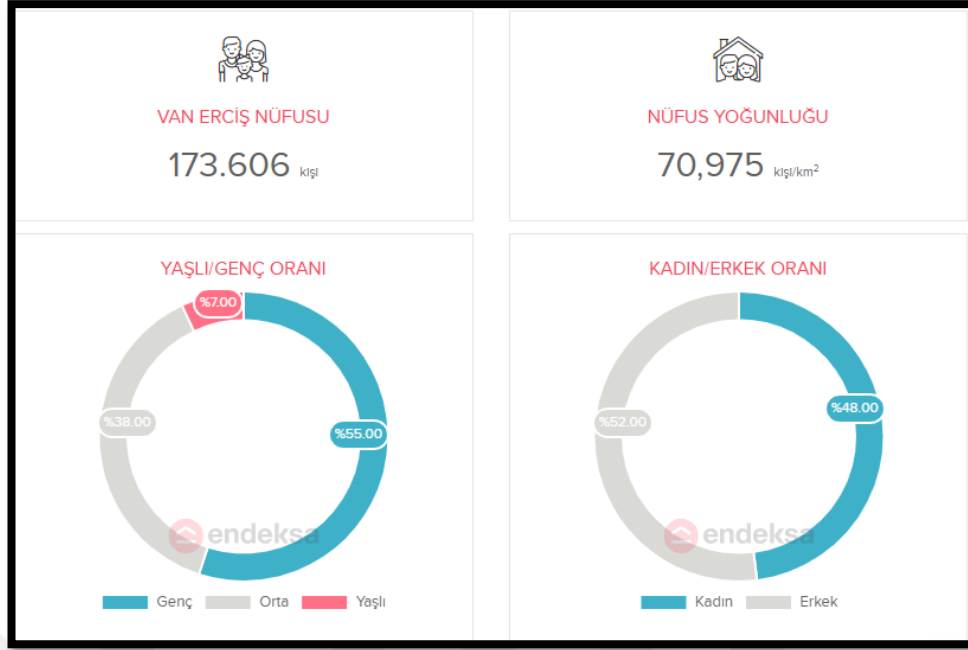 VAN ERCİŞ NÜFUSU
173.606 kişi
NÜFUS YOĞUNLUĞU
70,975 kişi/km²
YAŞLI/GENÇ ORANI
%7.00
%38.00
%55.00
endeksa
Genç Orta Yaşlı
KADIN/ERKEK ORANI
%48.00
%52.00
endeksa
Kadın Erkek